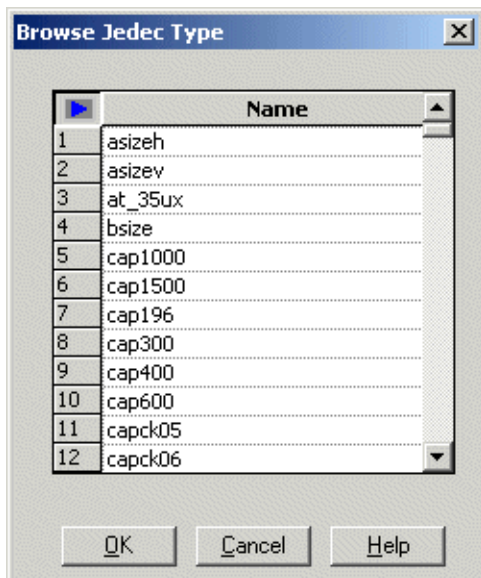 Browse Jedec Type
Name
1 asizeh
2 asizev
3 at_35ux
4 bsize
5 cap1000
6 cap1500
7 cap196
8 cap300
9 cap400
10 cap600
11 capck05
12 capck06
OK Cancel Help